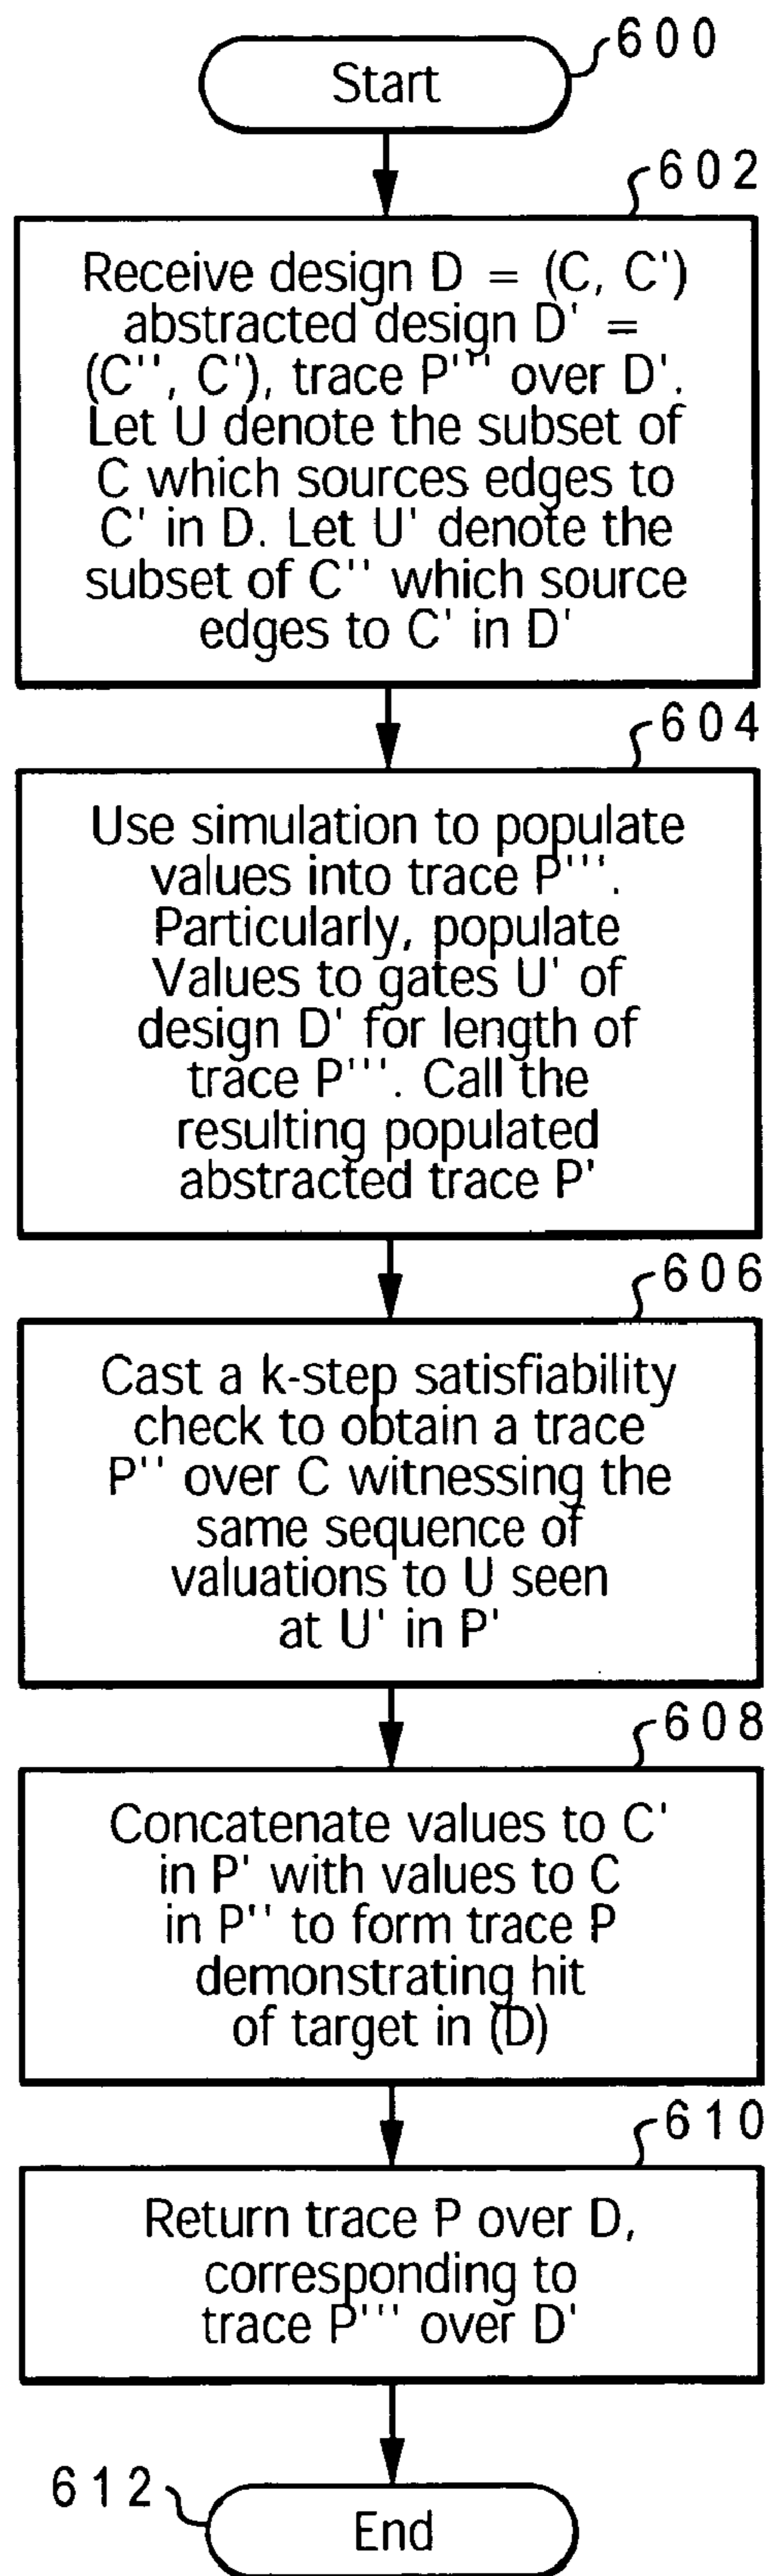 600
Start
602
Receive design D = (C, C')
abstracted design D' =
(C'', C'), trace P''' over D'.
Let U denote the subset of
C which sources edges to
C' in D. Let U' denote the
subset of C'' which source
edges to C' in D'
604
Use simulation to populate
values into trace P'''.
Particularly, populate
Values to gates U' of
design D' for length of
trace P'''. Call the
resulting populated
abstracted trace P'
606
Cast a k-step satisfiability
check to obtain a trace
P'' over C witnessing the
same sequence of
valuations to U seen
at U' in P'
608
Concatenate values to C'
in P' with values to C
in P'' to form trace P
demonstrating hit
of target in (D)
610
Return trace P over D,
corresponding to
trace P''' over D'
612
End